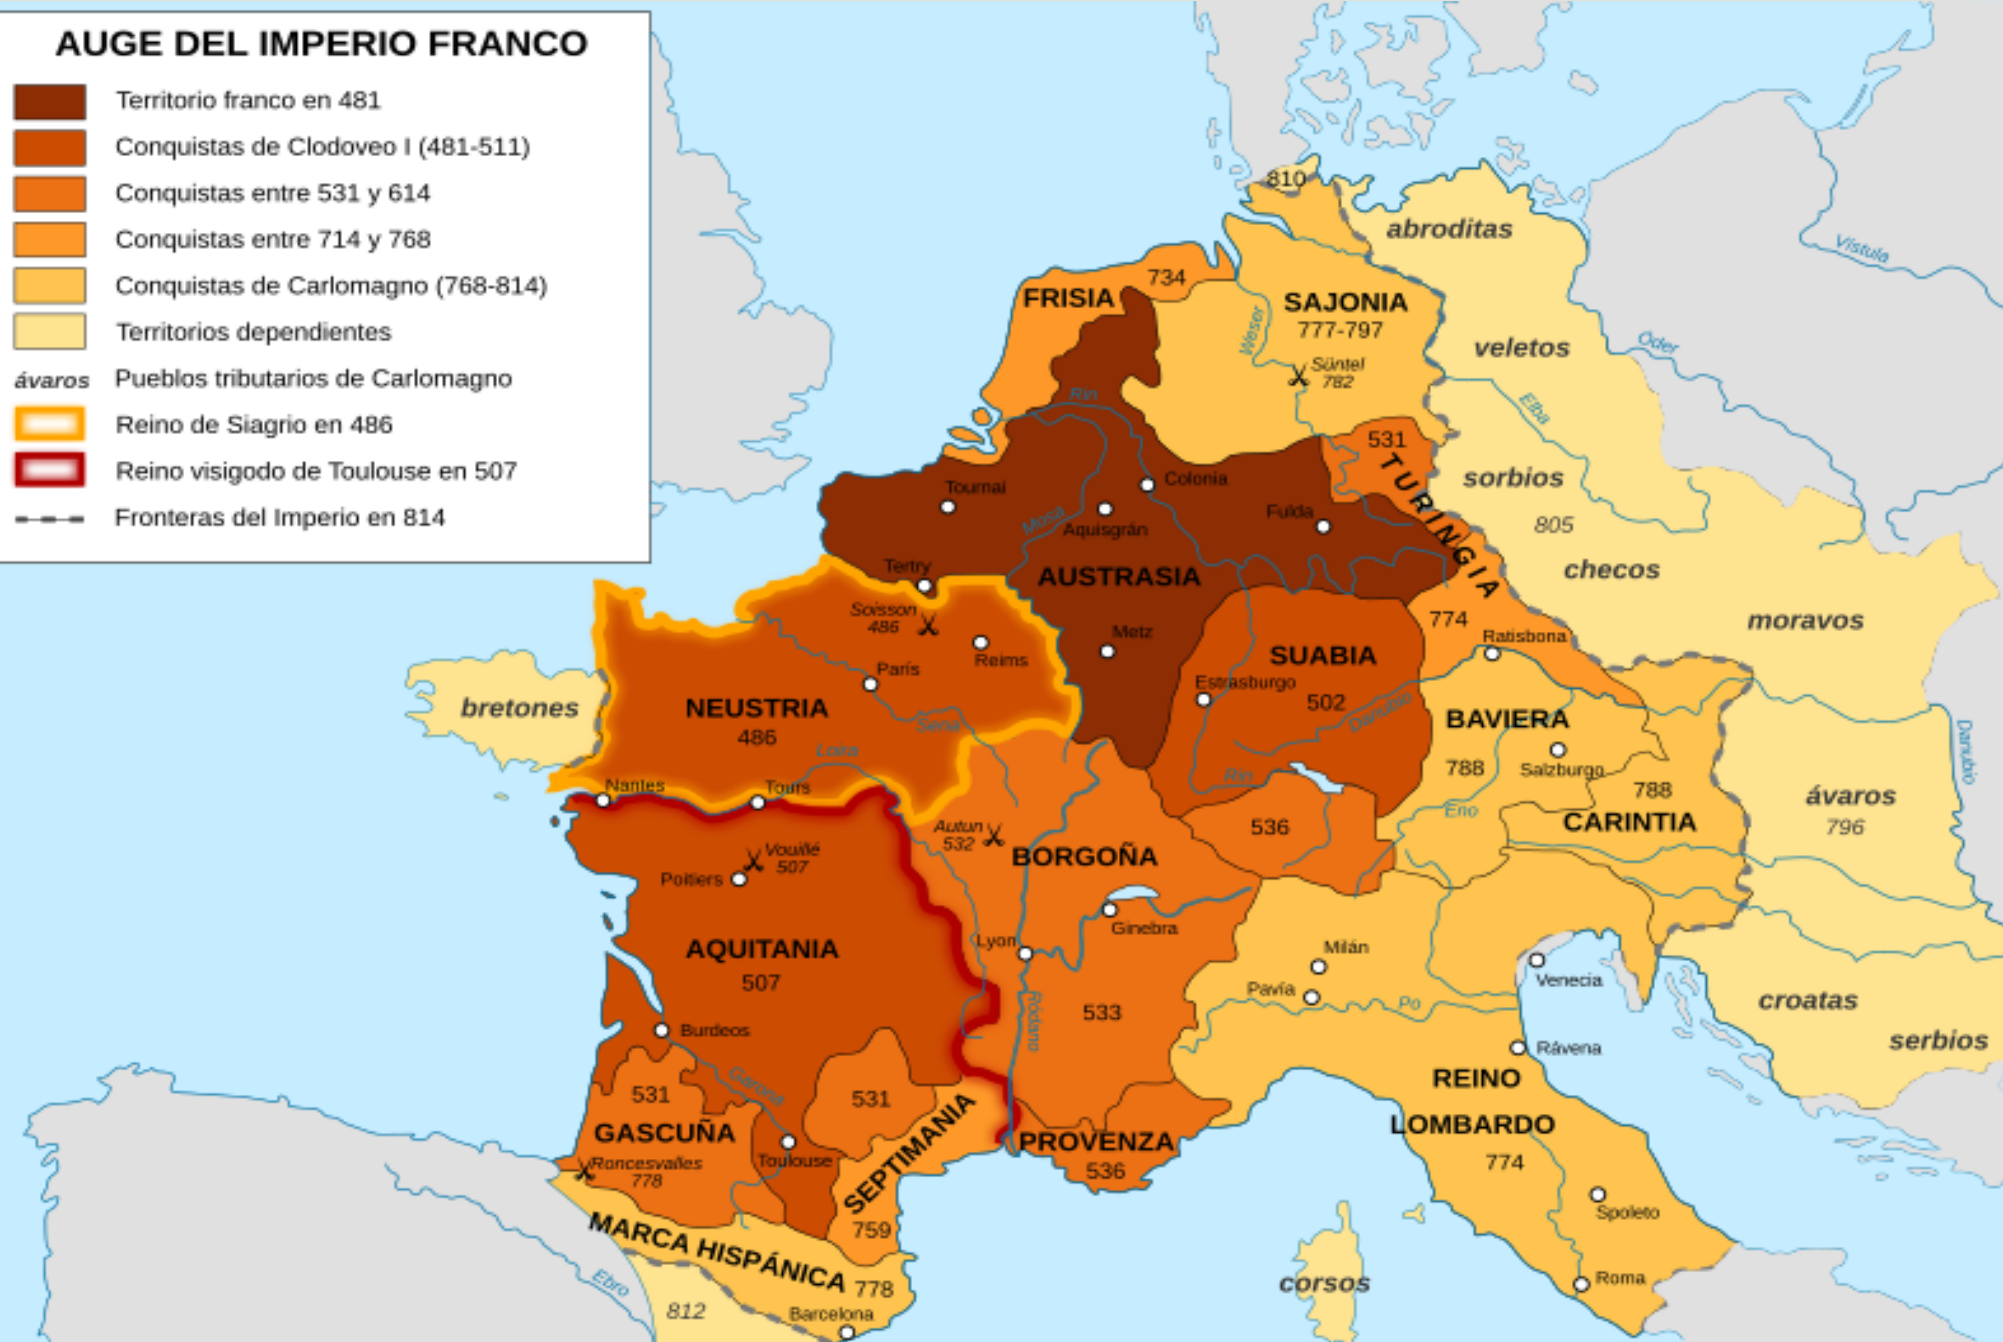 AUGE DEL IMPERIO FRANCO
Territorio franco en 481
Conquistas de Clodoveo I (481-511)
Conquistas entre 531 y 614
Conquistas entre 714 y 768
Conquistas de Carlomagno (768-814)
Territorios dependientes
ávaros Pueblos tributarios de Carlomagno
Reino de Siagrio en 486
Reino visigodo de Toulouse en 507
Fronteras del Imperio en 814
810
abroditas
Vístula
734
FRISIA
SAJONIA
777-797
Weser
Süntel
782
veletos
Oder
Rin
Elba
531
TURINGIA
sorbios
805
checos
moravos
Tournai
Colonia
Mosa
Aquisgrán
Fulda
Tertry
AUSTRASIA
Soisson
486
Reims
Metz
774
Ratisbona
SUABIA
Estrasburgo
502
Danubio
París
bretones
NEUSTRIA
486
Sena
Loira
BAVIERA
788
Salzburgo
Danubio
Nantes
Tours
Rin
Eno
788
CARINTIA
ávaros
796
536
Autun
532
BORGOÑA
Vouillé
507
Poitiers
Ginebra
Lyon
AQUITANIA
507
Milán
Pavía
Po
Venecia
croatas
serbios
533
Ródano
Burdeos
Rávena
Garona
531
531
GASCUÑA
REINO
LOMBARDO
774
SEPTIMANIA
PROVENZA
536
Toulouse
Roncesvalles
778
759
Spoleto
MARCA HISPÁNICA
778
Ebro
812
Barcelona
corsos
Roma